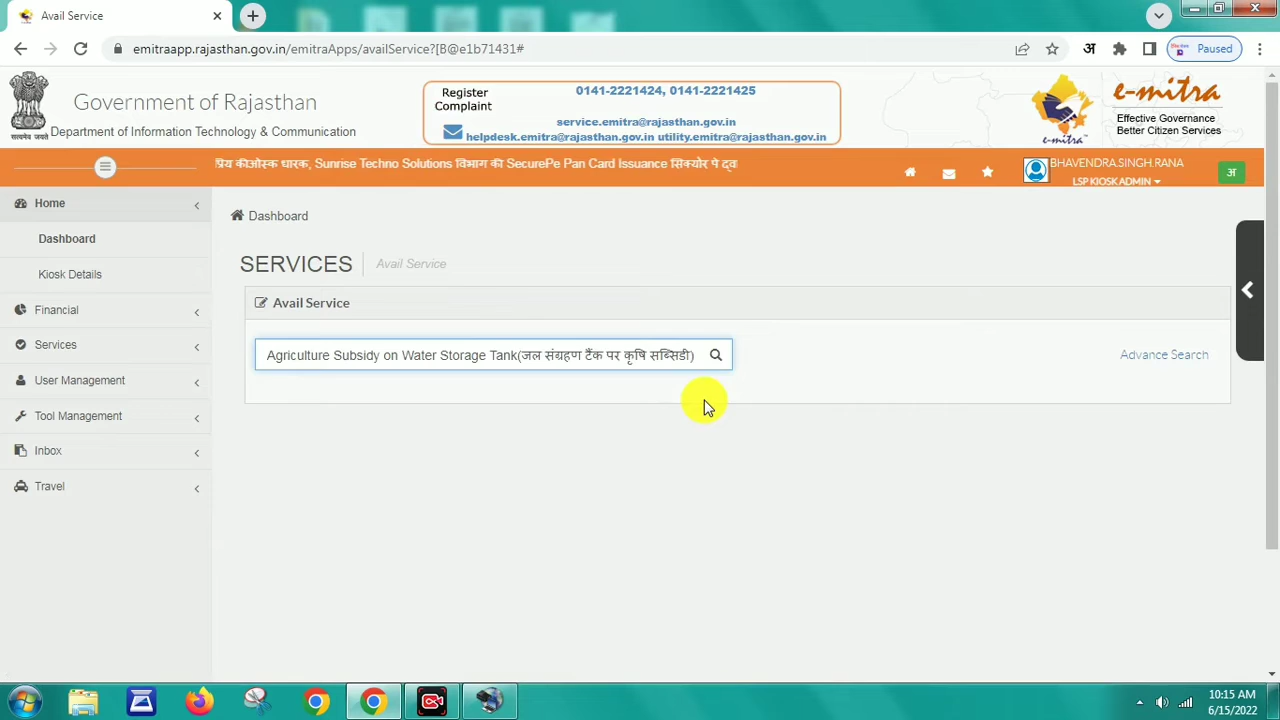 Avail Service
emitraapp.rajasthan.gov.in/emitraApps/availService?[B@e1b71431#
अ
Paused
Government of Rajasthan
Department of Information Technology & Communication
Register Complaint
0141-2221424, 0141-2221425
service.emitra@rajasthan.gov.in
helpdesk.emitra@rajasthan.gov.in utility.emitra@rajasthan.gov.in
e-mitra
e-mitra
Effective Governance
Better Citizen Services
प्रिय कीऑस्क धारक, Sunrise Techno Solutions विभाग की SecurePe Pan Card Issuance सिक्योर पे
BHAVENDRA.SINGH.RANA
LSP KIOSK ADMIN
अ
Home
Dashboard
Kiosk Details
Financial
Services
User Management
Tool Management
Inbox
Travel
Dashboard
SERVICES
Avail Service
Avail Service
Agriculture Subsidy on Water Storage Tank(जल संग्रहण टैंक पर कृषि सब्सिडी)
Advance Search
10:15 AM
6/15/2022